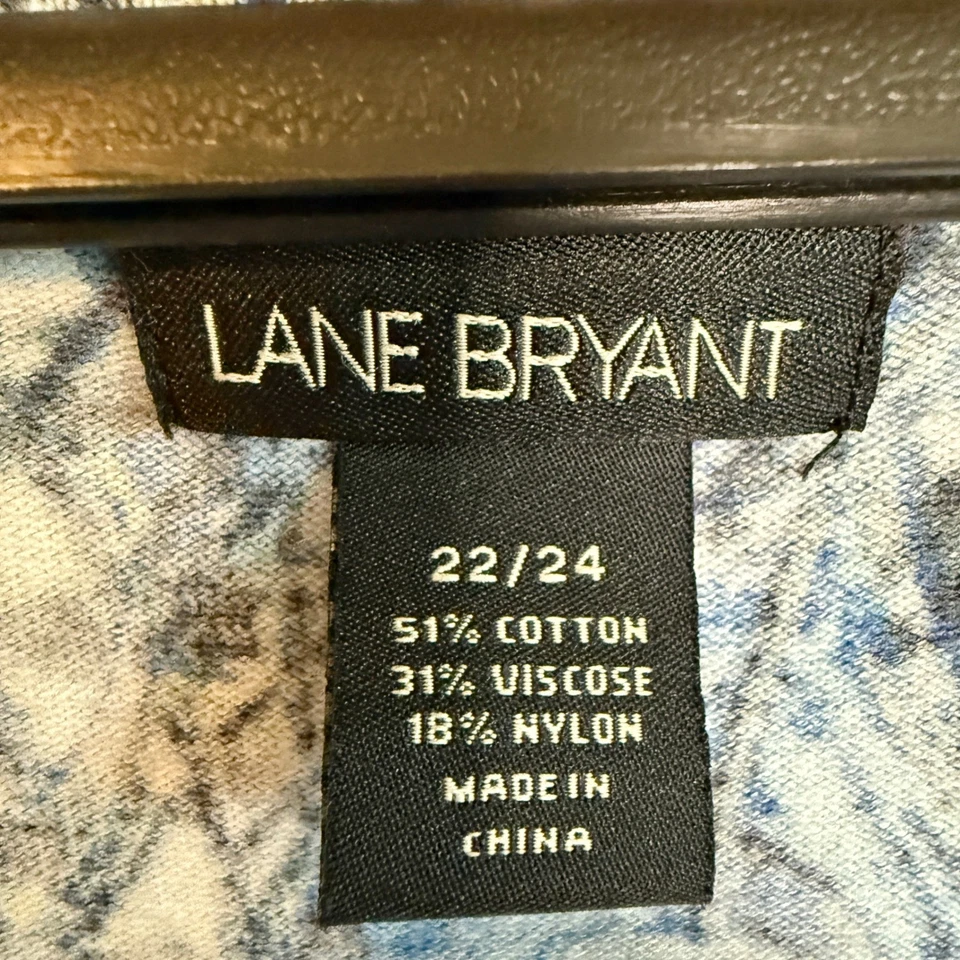 LANE BRYANT
22/24
51% COTTON
31% VISCOSE
18% NYLON
MADE IN
CHINA